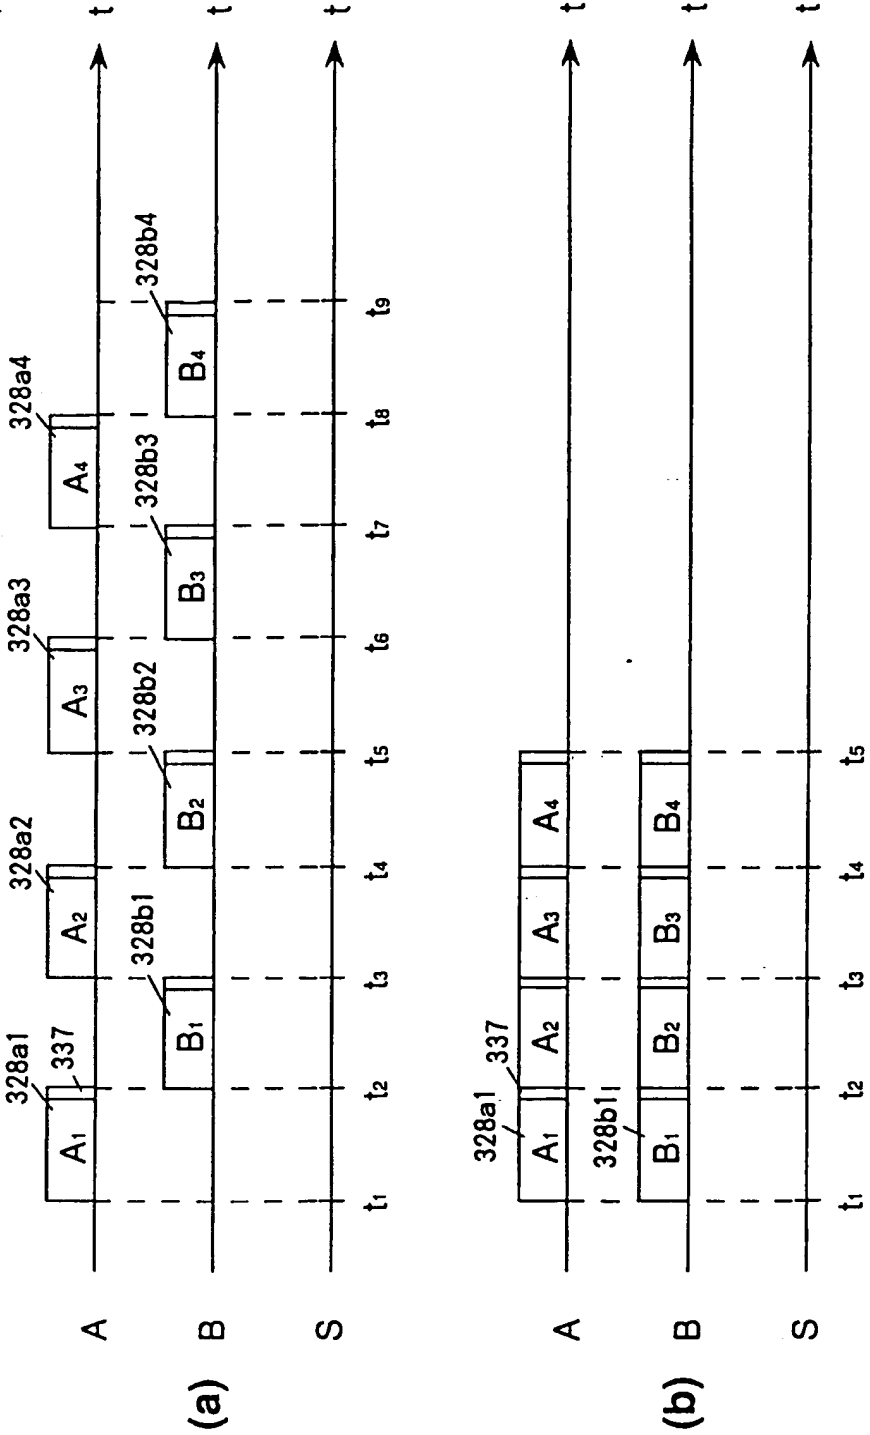 328a1 328a2 328a3 328a4
337
A A1 A2 A3 A4 t
328b1 328b2 328b3 328b4
(a) B B1 B2 B3 B4 t
S t
t1 t2 t3 t4 t5 t6 t7 t8 t9
328a1 337
A A1 A2 A3 A4 t
328b1
(b) B B1 B2 B3 B4 t
S t
t1 t2 t3 t4 t5